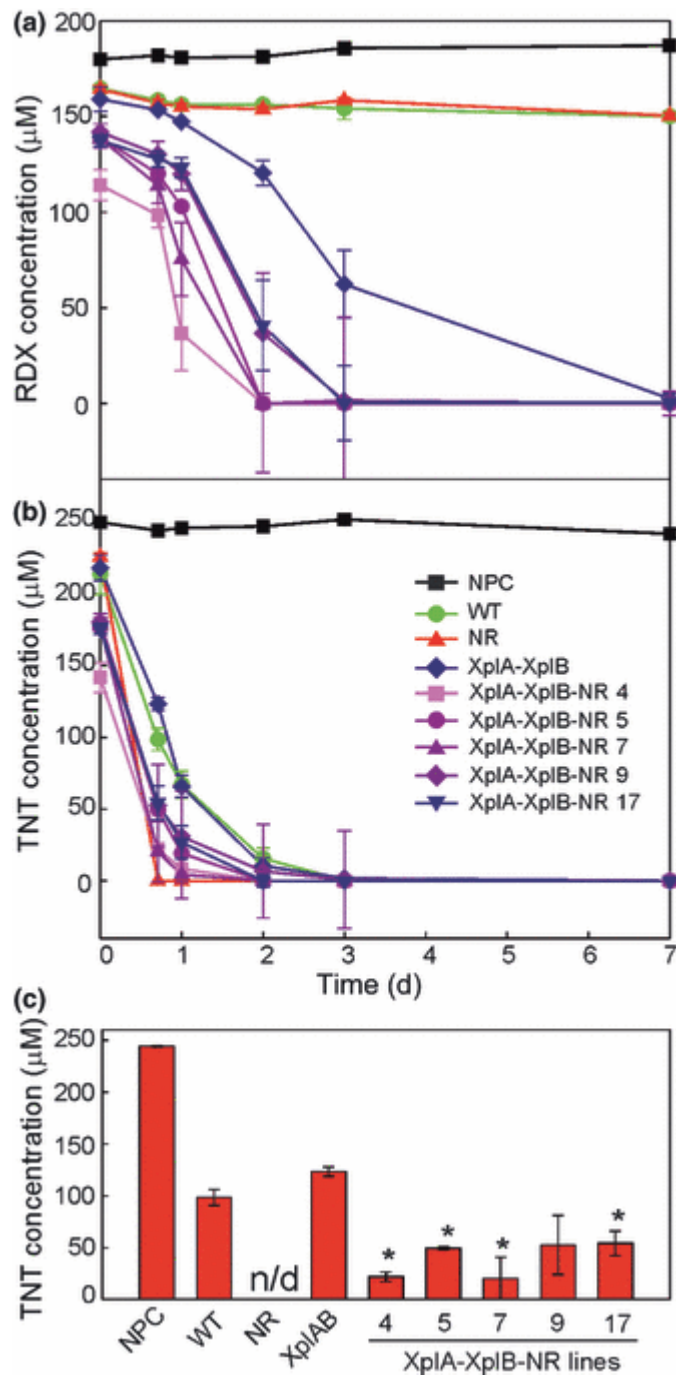 (a)
200
150
100
50
0
RDX concentration (µM)
(b)
250
200
150
100
50
0
TNT concentration (µM)
NPC
WT
NR
XplA-XplB
XplA-XplB-NR 4
XplA-XplB-NR 5
XplA-XplB-NR 7
XplA-XplB-NR 9
XplA-XplB-NR 17
0 1 2 3 4 5 6 7
Time (d)
(c)
250
200
150
100
50
0
TNT concentration (µM)
n/d
* * * *
NPC WT NR XplAB 4 5 7 9 17
XplA-XplB-NR lines